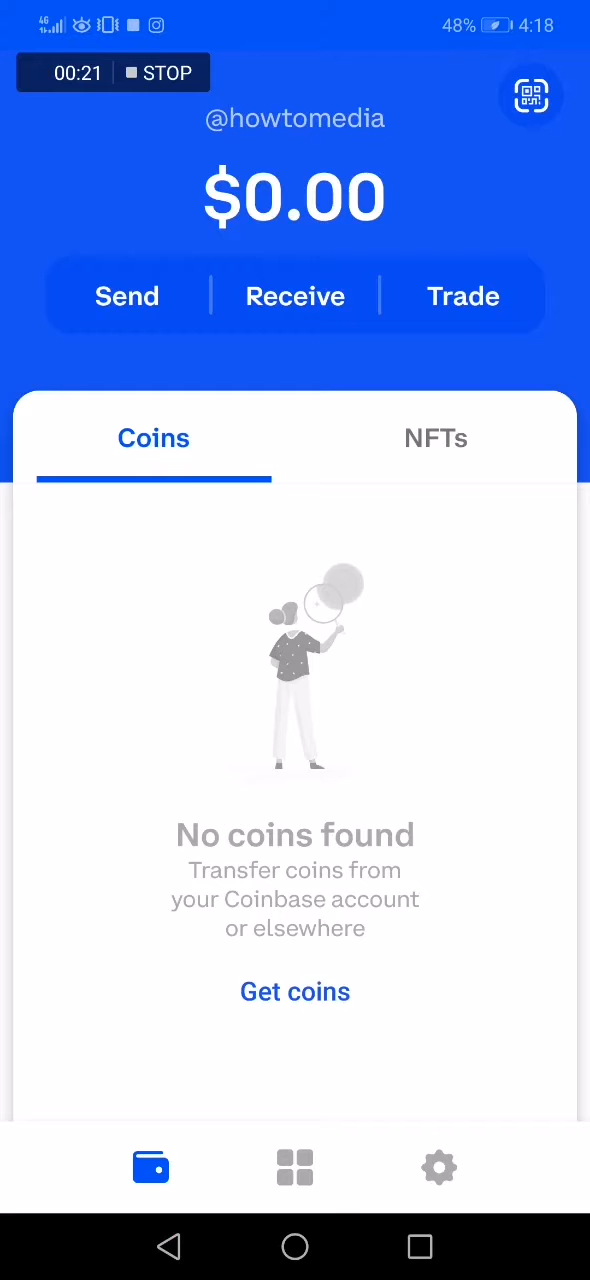 4G 48% 4:18
00:21 STOP
@howtomedia
$0.00
Send Receive Trade
Coins NFTs
No coins found
Transfer coins from
your Coinbase account
or elsewhere
Get coins